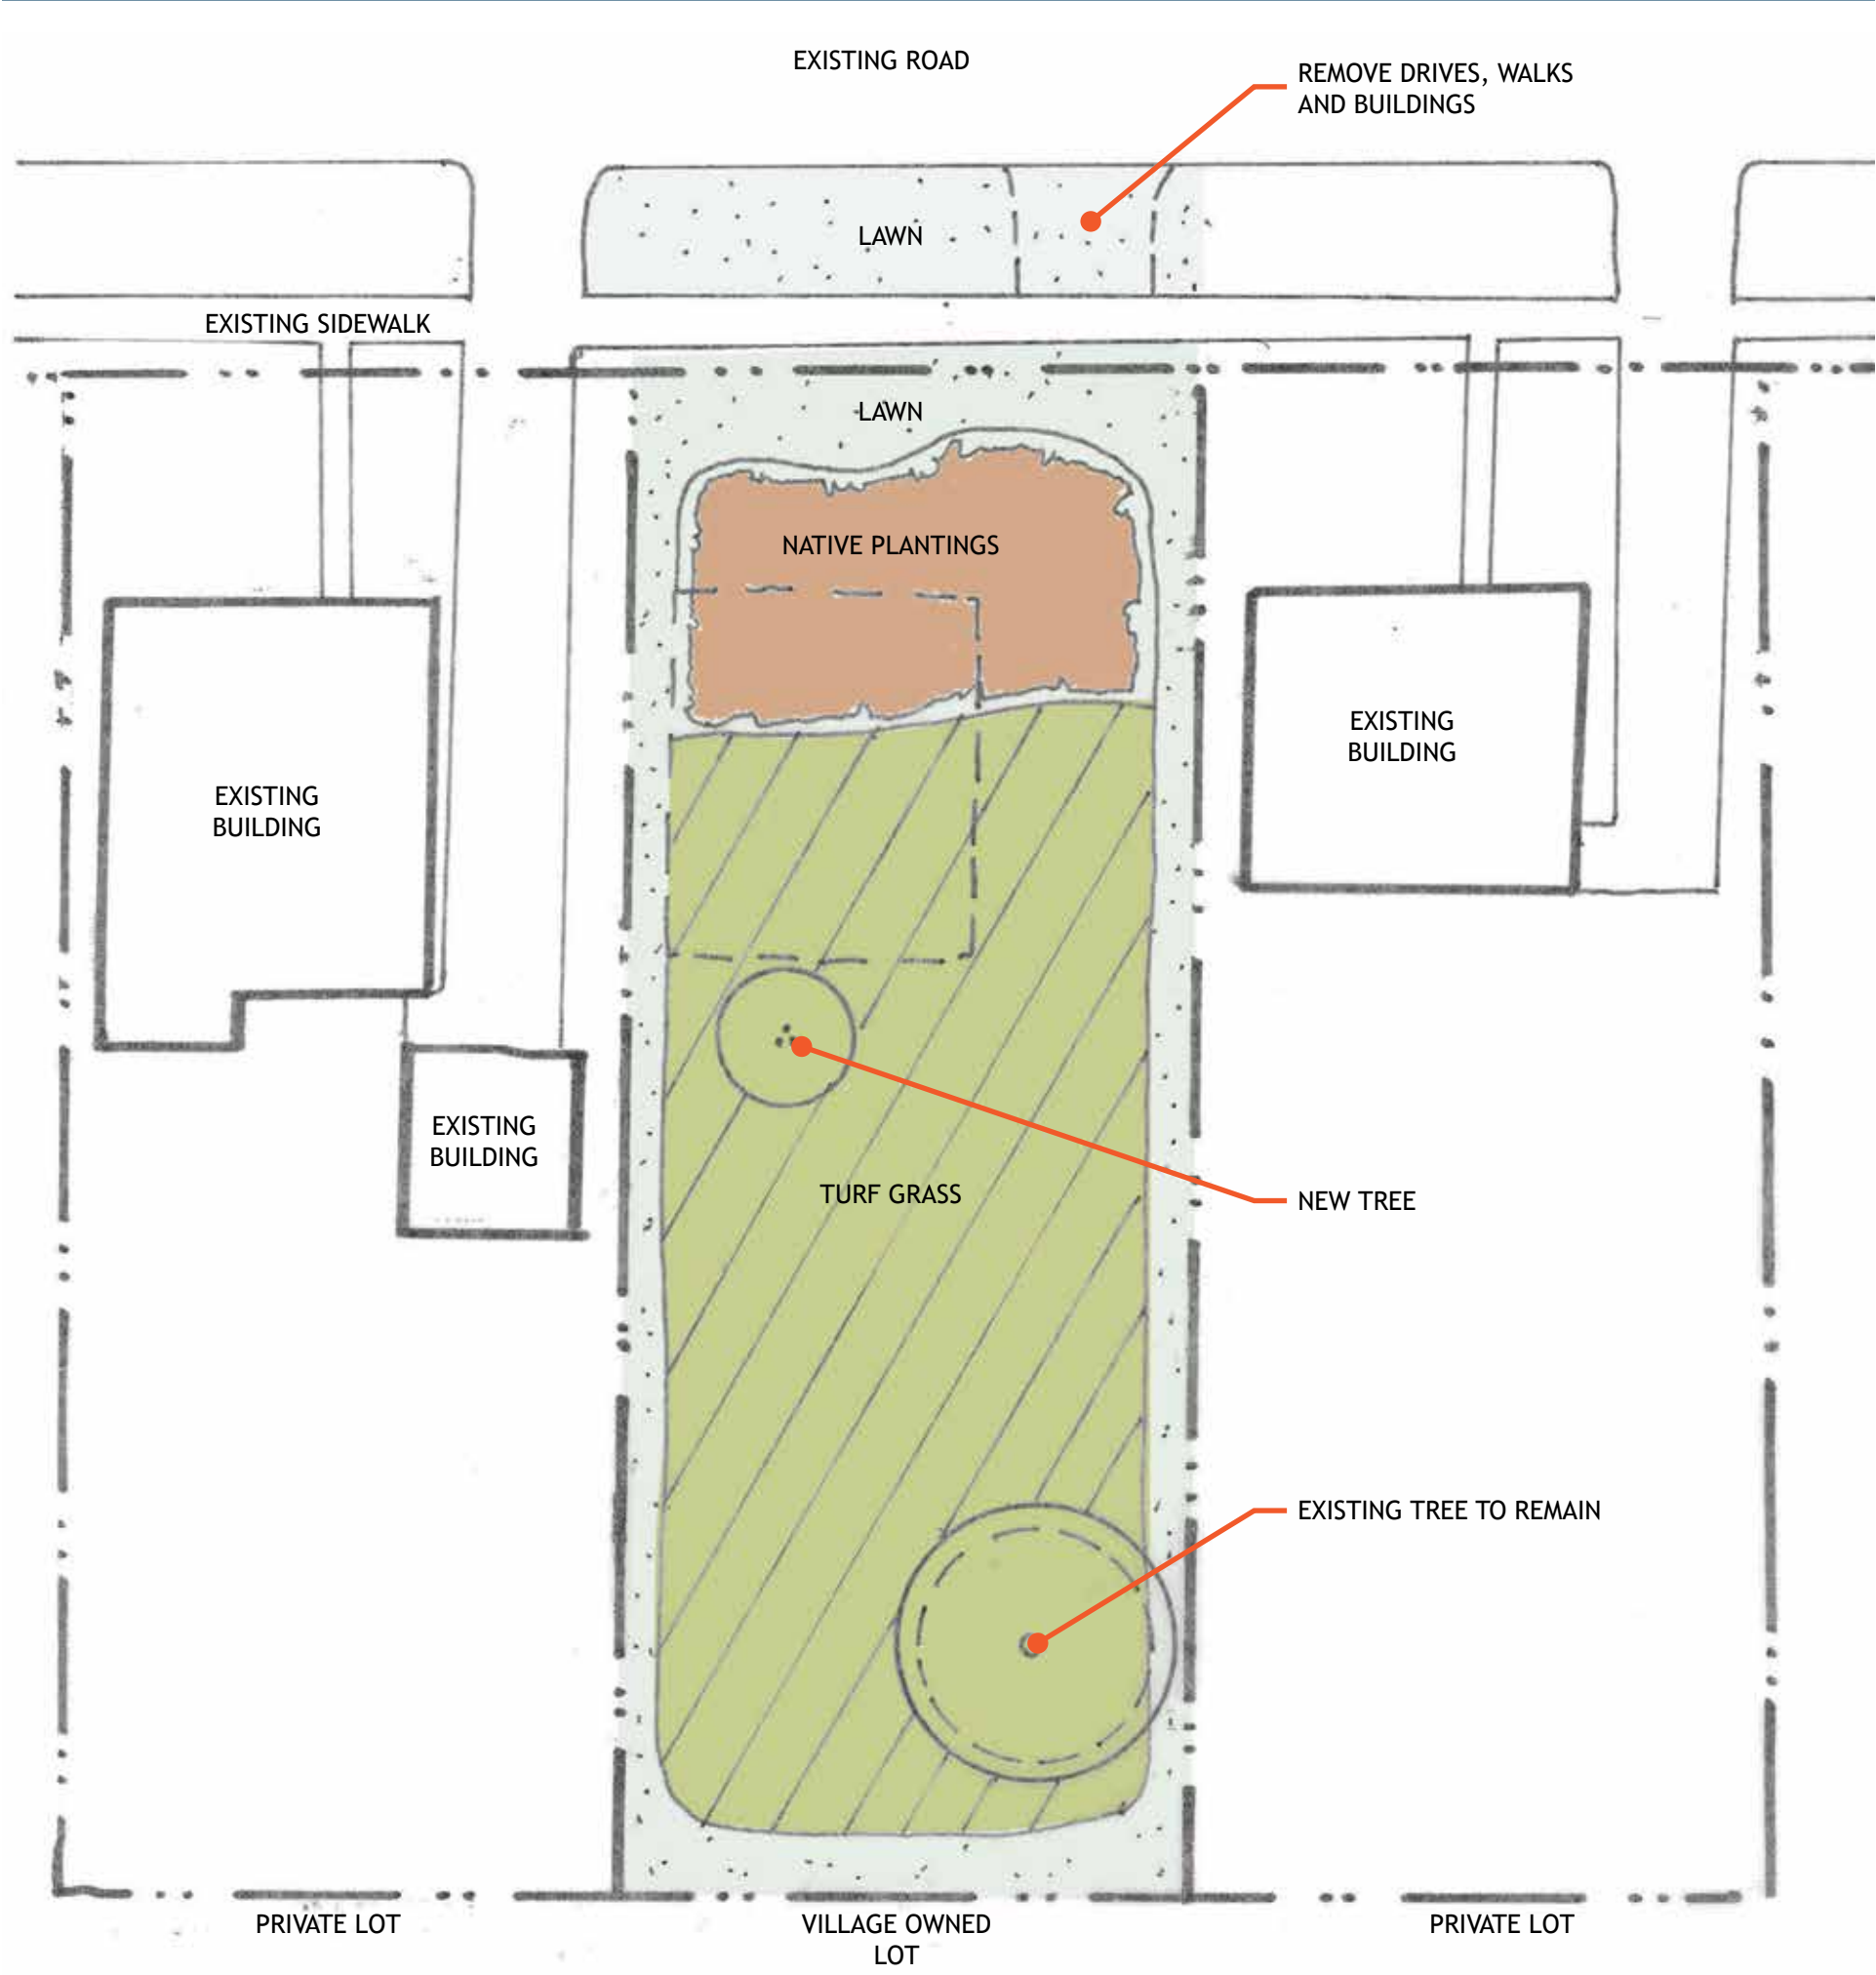 EXISTING ROAD
REMOVE DRIVES, WALKS
AND BUILDINGS
LAWN
EXISTING SIDEWALK
LAWN
NATIVE PLANTINGS
EXISTING
BUILDING
EXISTING
BUILDING
EXISTING
BUILDING
TURF GRASS
NEW TREE
EXISTING TREE TO REMAIN
PRIVATE LOT
VILLAGE OWNED
LOT
PRIVATE LOT